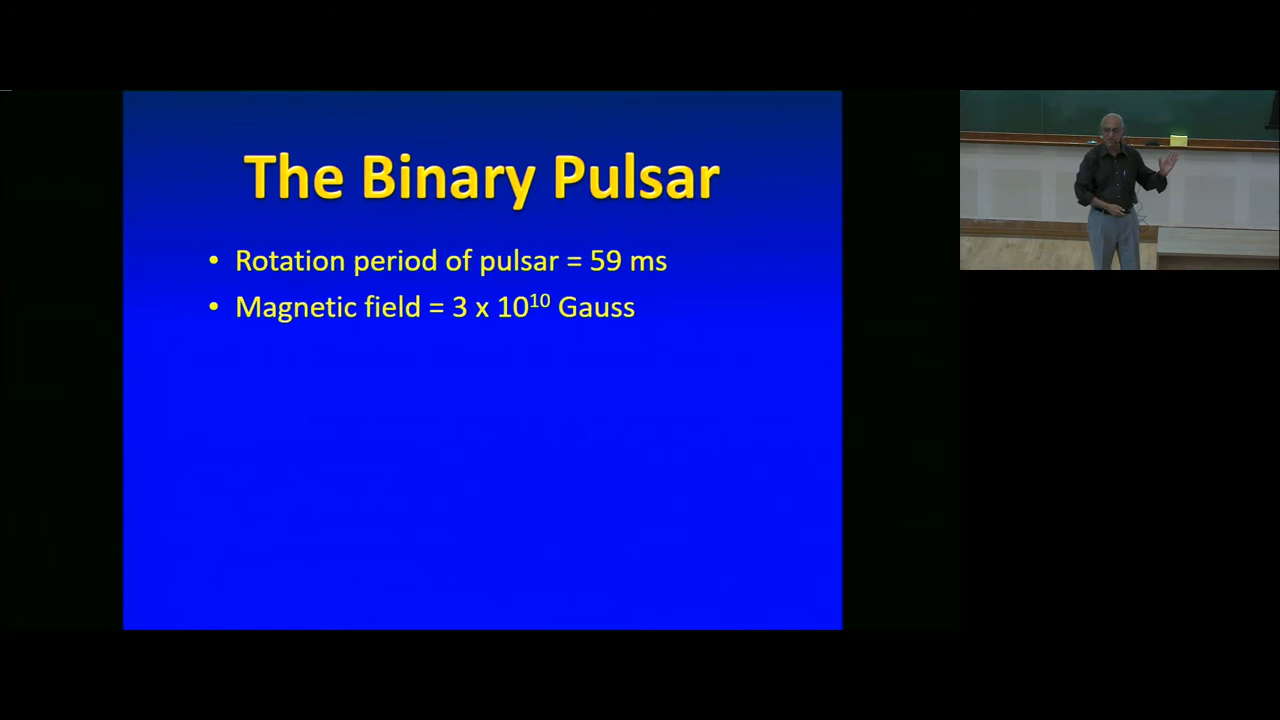 The Binary Pulsar
• Rotation period of pulsar = 59 ms
• Magnetic field = 3 x 10¹⁰ Gauss